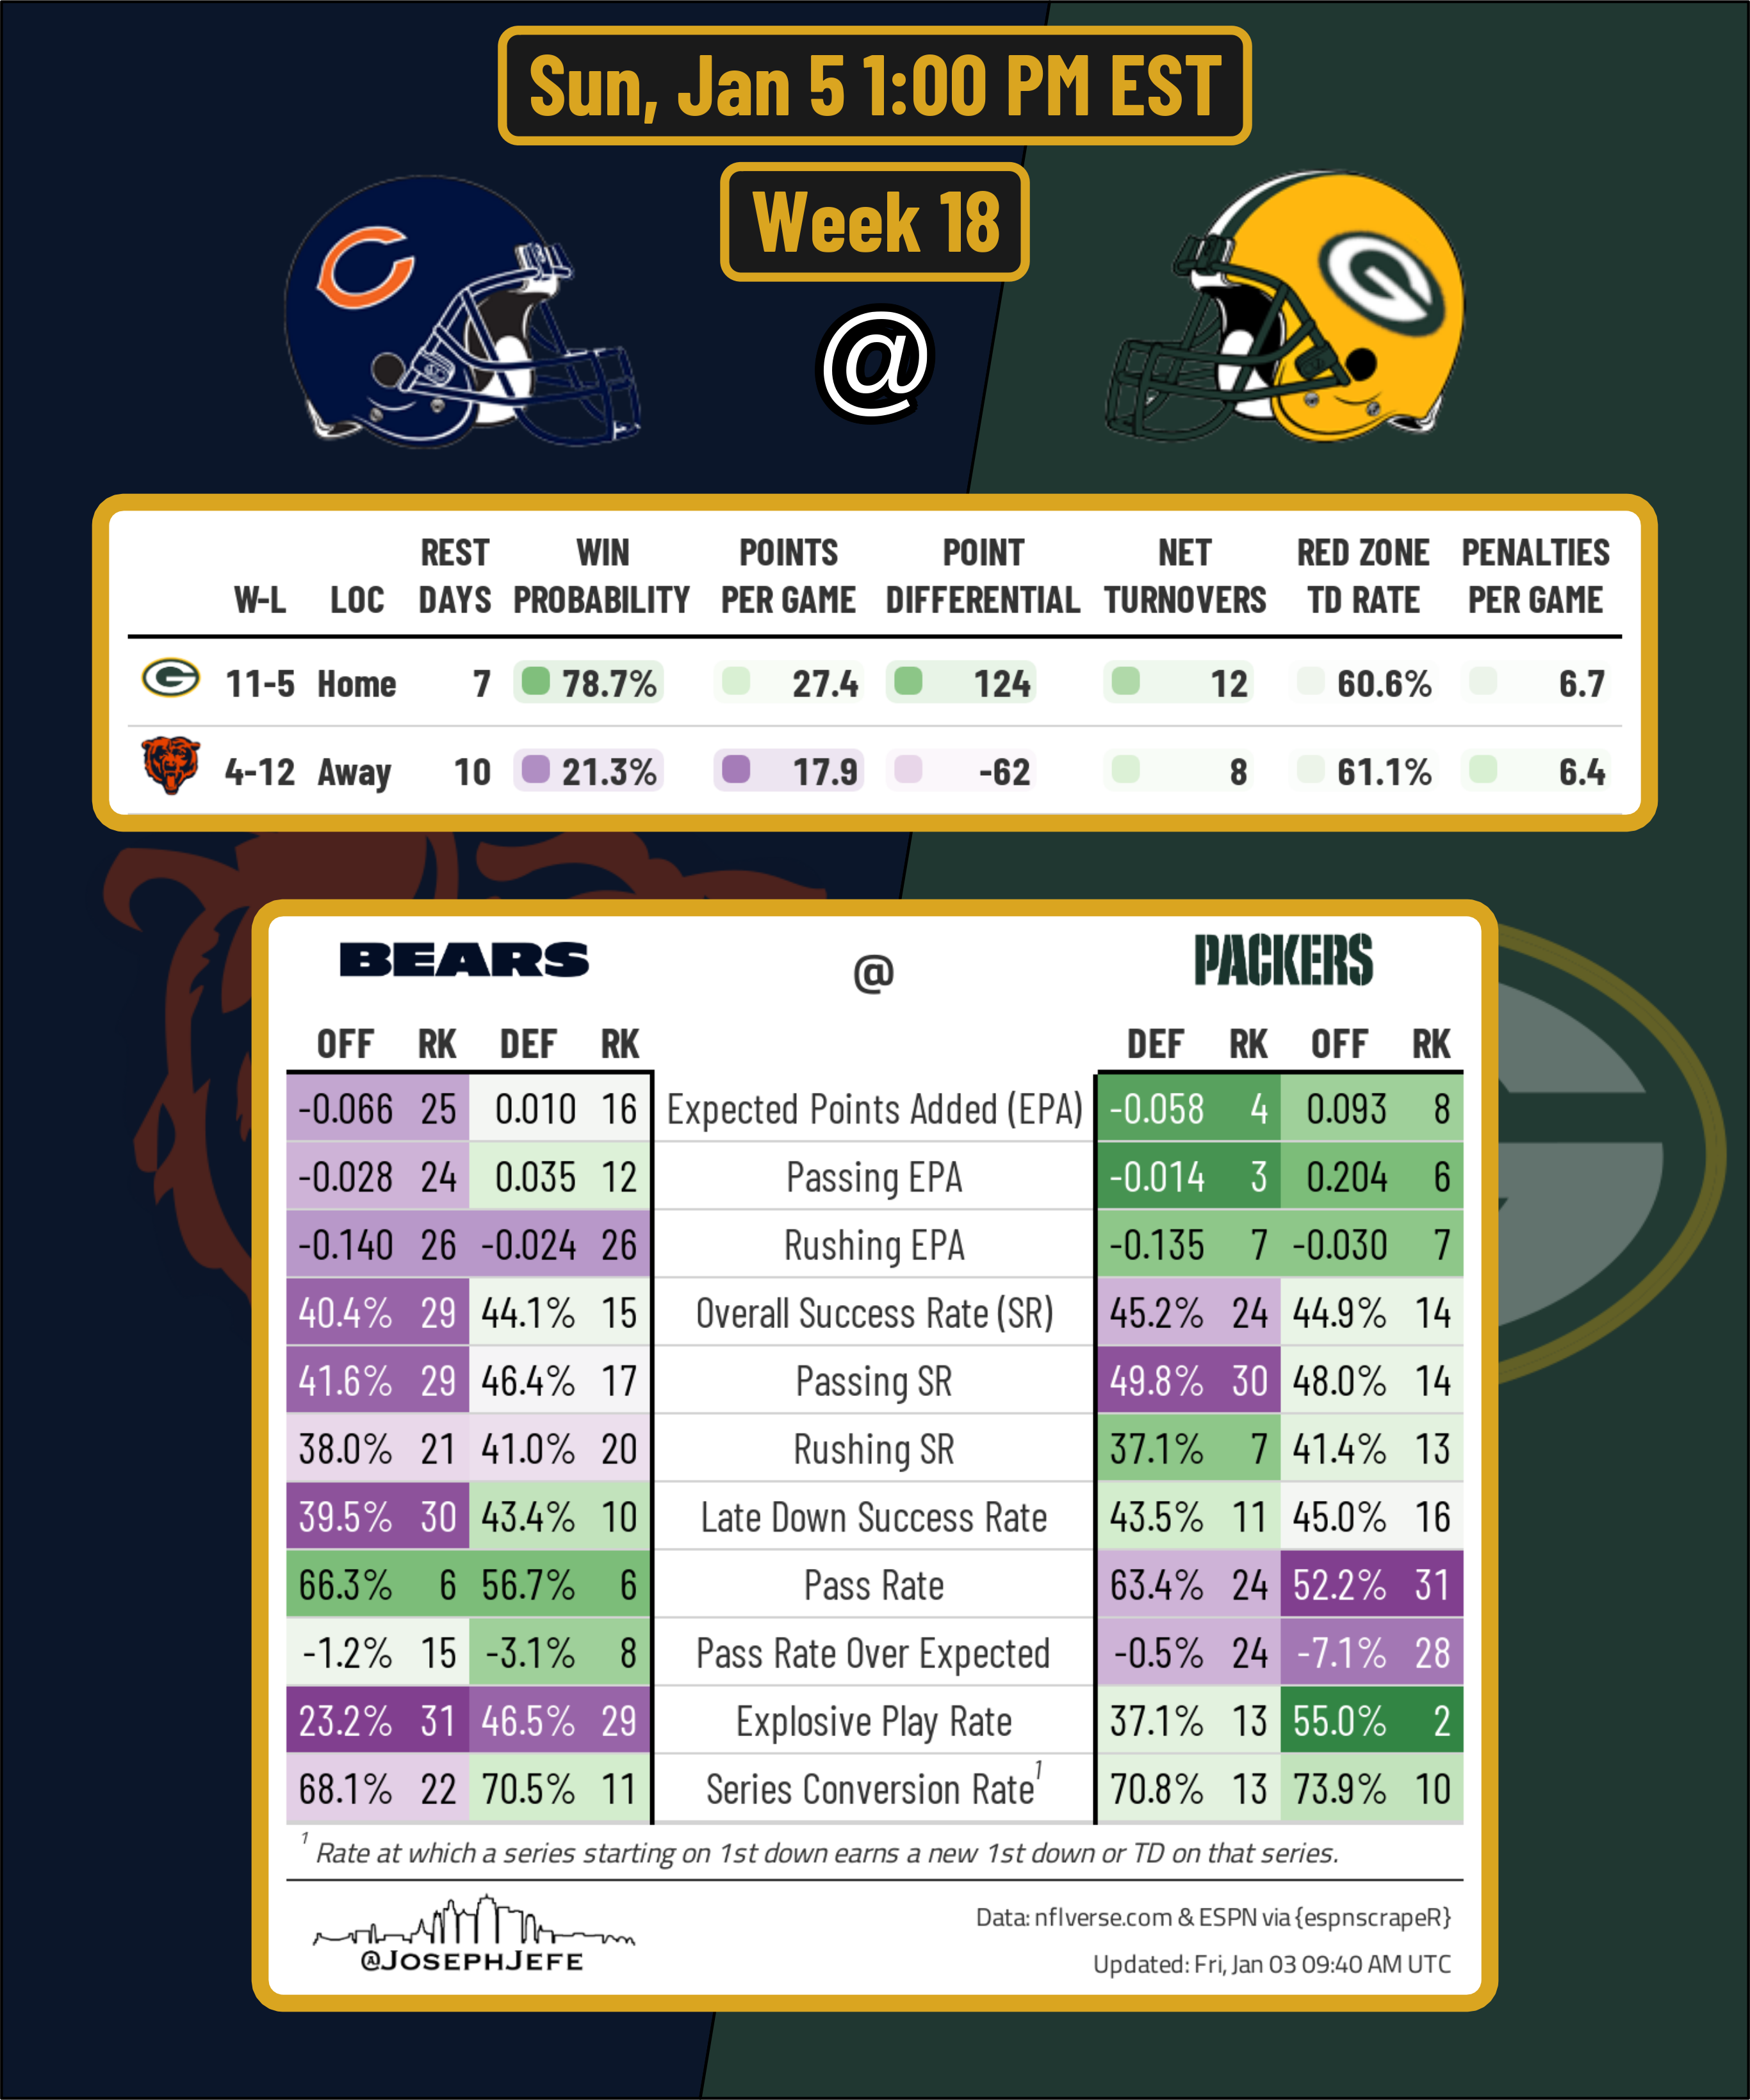 Sun, Jan 5 1:00 PM EST
Week 18
@
REST WIN POINTS POINT NET RED ZONE PENALTIES
W-L LOC DAYS PROBABILITY PER GAME DIFFERENTIAL TURNOVERS TD RATE PER GAME
G 11-5 Home 7 78.7% 27.4 124 12 60.6% 6.7
4-12 Away 10 21.3% 17.9 -62 8 61.1% 6.4
BEARS @ PACKERS
OFF RK DEF RK DEF RK OFF RK
-0.066 25 0.010 16 Expected Points Added (EPA) -0.058 4 0.093 8
-0.028 24 0.035 12 Passing EPA -0.014 3 0.204 6
-0.140 26 -0.024 26 Rushing EPA -0.135 7 -0.030 7
40.4% 29 44.1% 15 Overall Success Rate (SR) 45.2% 24 44.9% 14
41.6% 29 46.4% 17 Passing SR 49.8% 30 48.0% 14
38.0% 21 41.0% 20 Rushing SR 37.1% 7 41.4% 13
39.5% 30 43.4% 10 Late Down Success Rate 43.5% 11 45.0% 16
66.3% 6 56.7% 6 Pass Rate 63.4% 24 52.2% 31
-1.2% 15 -3.1% 8 Pass Rate Over Expected -0.5% 24 -7.1% 28
23.2% 31 46.5% 29 Explosive Play Rate 37.1% 13 55.0% 2
68.1% 22 70.5% 11 Series Conversion Rate¹ 70.8% 13 73.9% 10
¹ Rate at which a series starting on 1st down earns a new 1st down or TD on that series.
@JOSEPHJEFE
Data: nflverse.com & ESPN via {espnscrapeR}
Updated: Fri, Jan 03 09:40 AM UTC